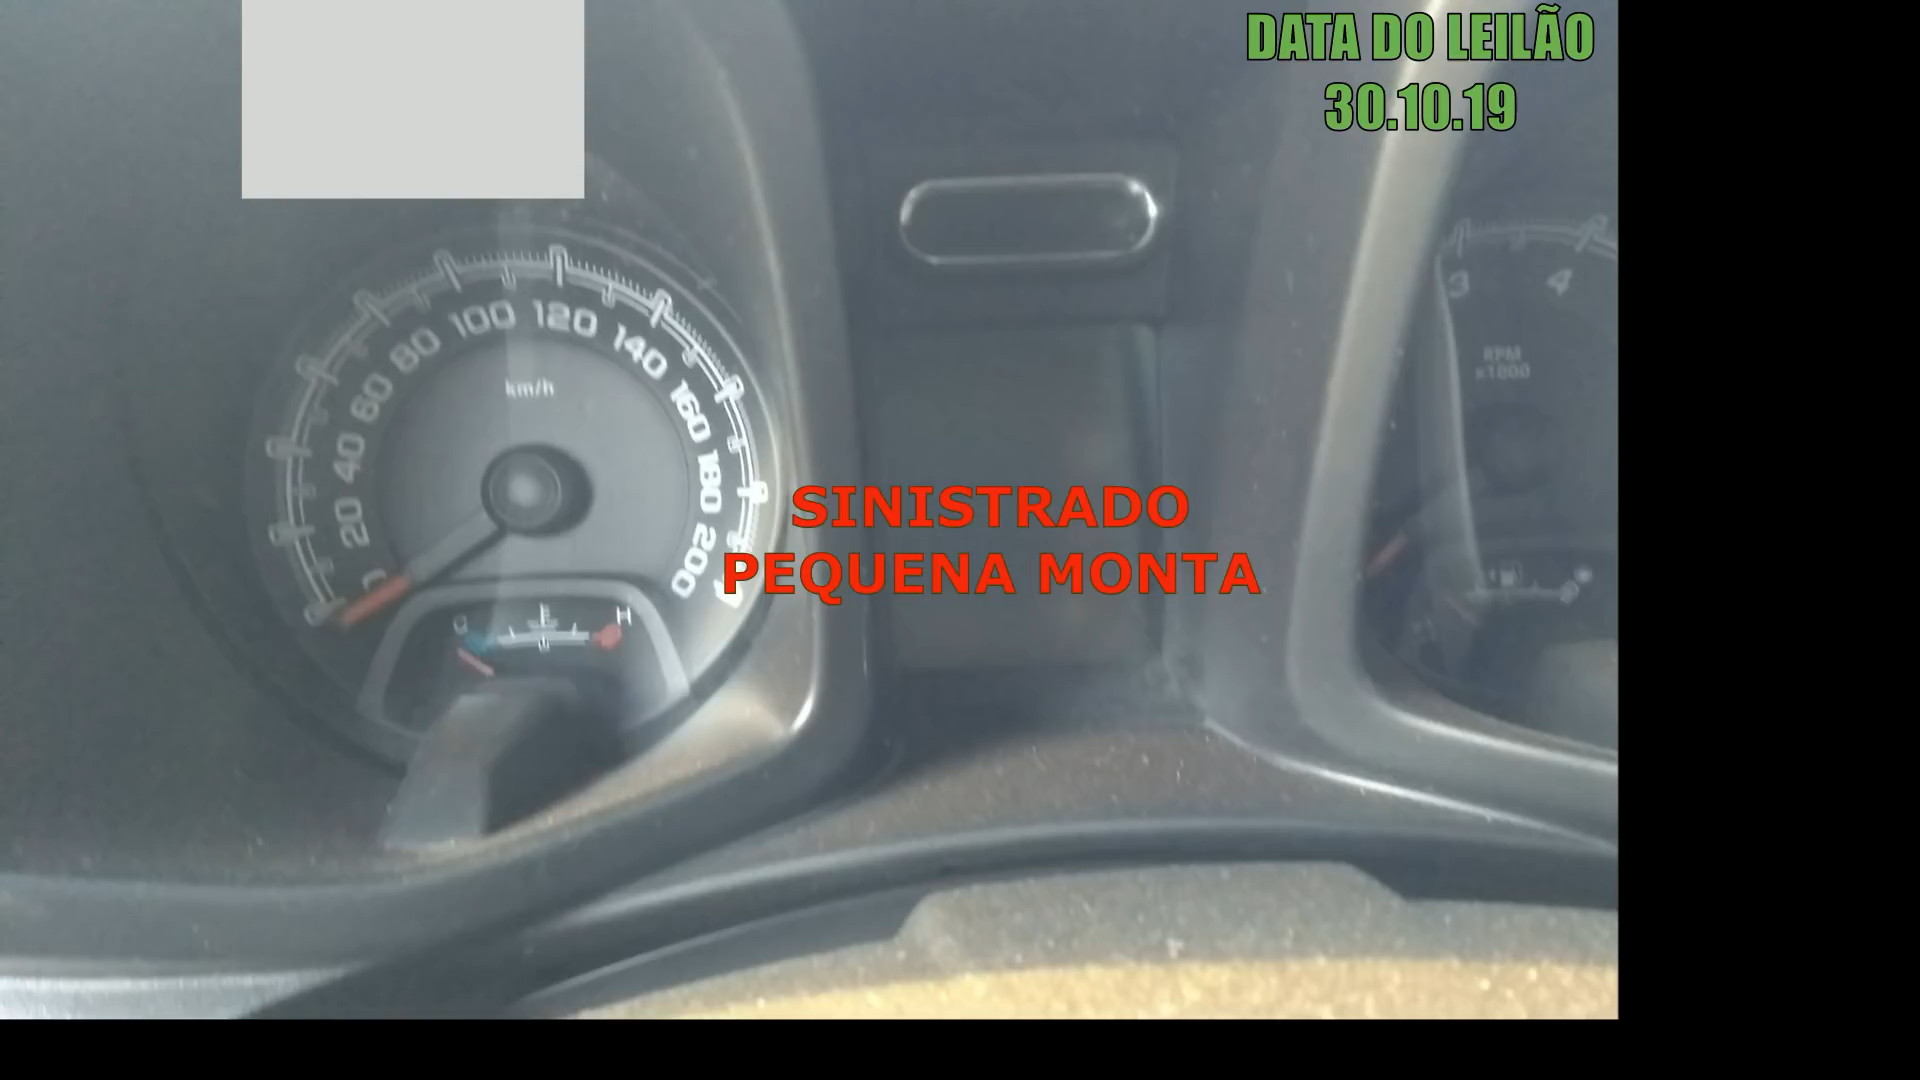 DATA DO LEILÃO
30.10.19
20
40
60
80
100
120
140
160
180
200
km/h
C
H
3
4
RPM
x1000
SINISTRADO
PEQUENA MONTA